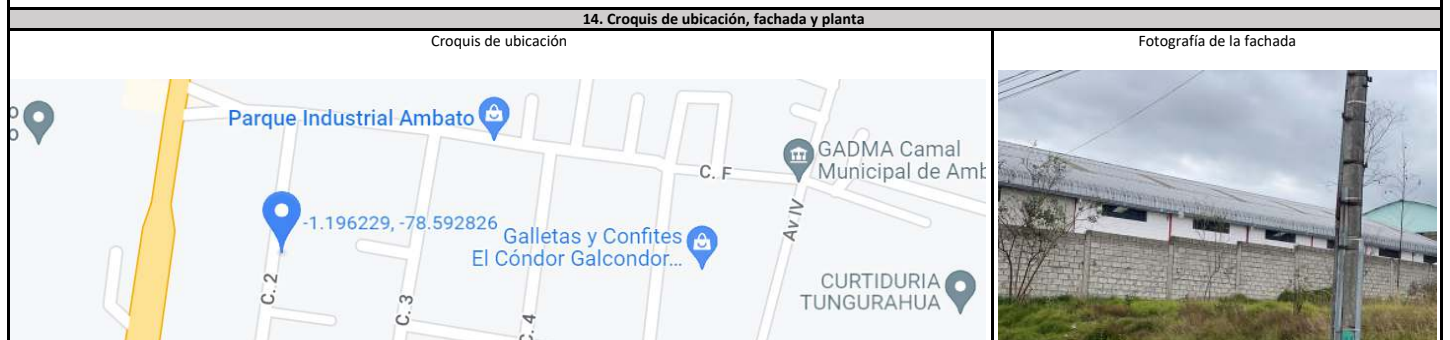 14. Croquis de ubicación, fachada y planta
Croquis de ubicación
Fotografía de la fachada
Parque Industrial Ambato
GADMA Camal
Municipal de Amb
C. F
-1.196229, -78.592826
Galletas y Confites
El Cóndor Galcondor...
Av IV
CURTIDURIA
TUNGURAHUA
C. 2
C. 3
C. 4